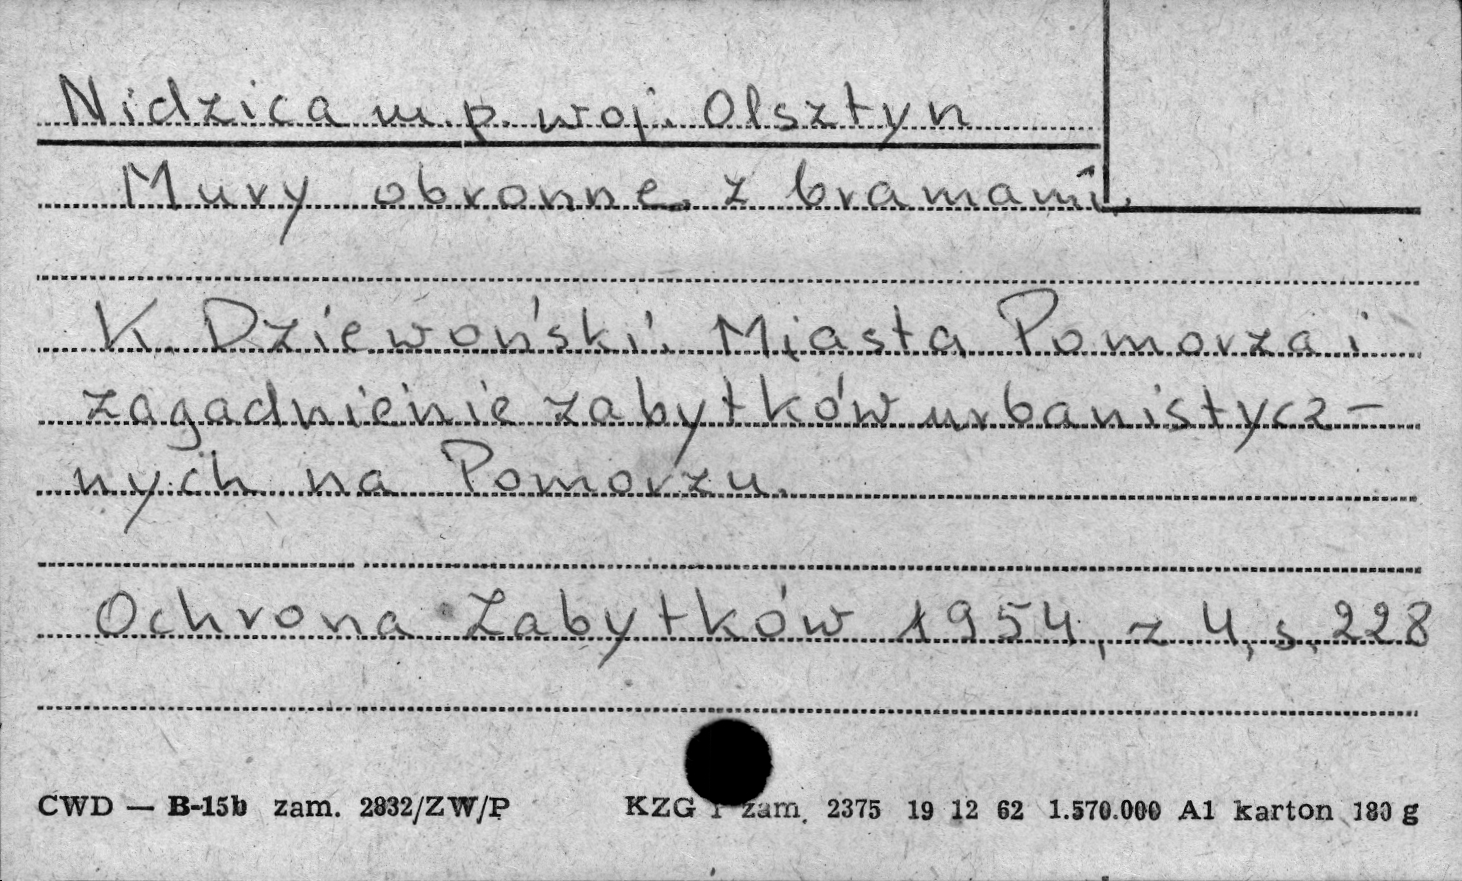 Nidzica m. p. woj. Olsztyn
Mury obronne z bramami.
K. Dziewoński. Miasta Pomorza i
zagadnienie zabytków urbanistycz-
nych na Pomorzu.
Ochrona Zabytków 1954, z 4, s. 228
CWD — B-15b zam. 2832/ZW/P KZG 1 zam. 2375 19 12 62 1.570.000 A1 karton 180 g